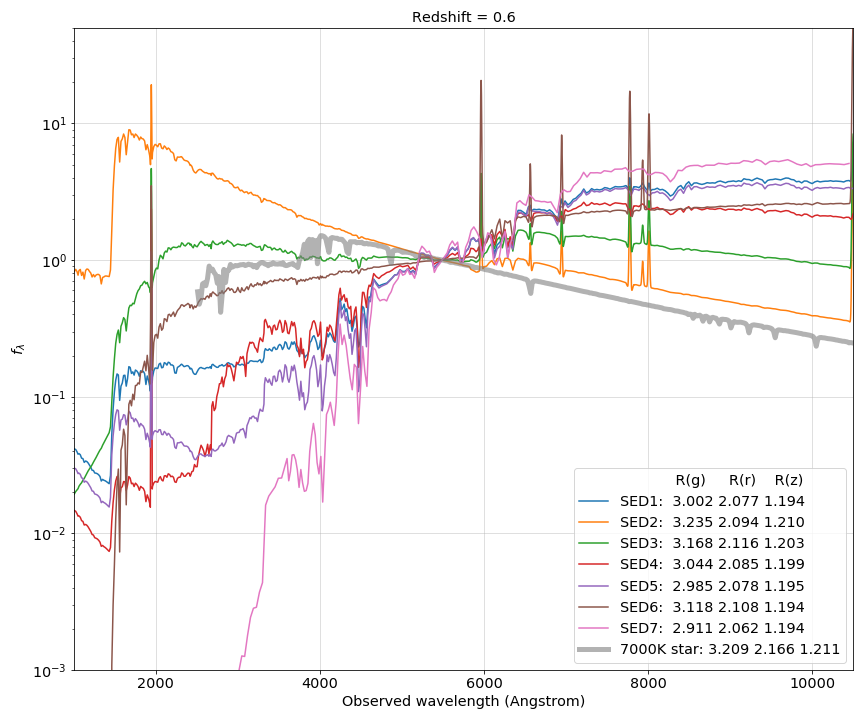 Redshift = 0.6
10¹
10⁰
10⁻¹
10⁻²
10⁻³
fλ
R(g) R(r) R(z)
SED1: 3.002 2.077 1.194
SED2: 3.235 2.094 1.210
SED3: 3.168 2.116 1.203
SED4: 3.044 2.085 1.199
SED5: 2.985 2.078 1.195
SED6: 3.118 2.108 1.194
SED7: 2.911 2.062 1.194
7000K star: 3.209 2.166 1.211
2000 4000 6000 8000 10000
Observed wavelength (Angstrom)